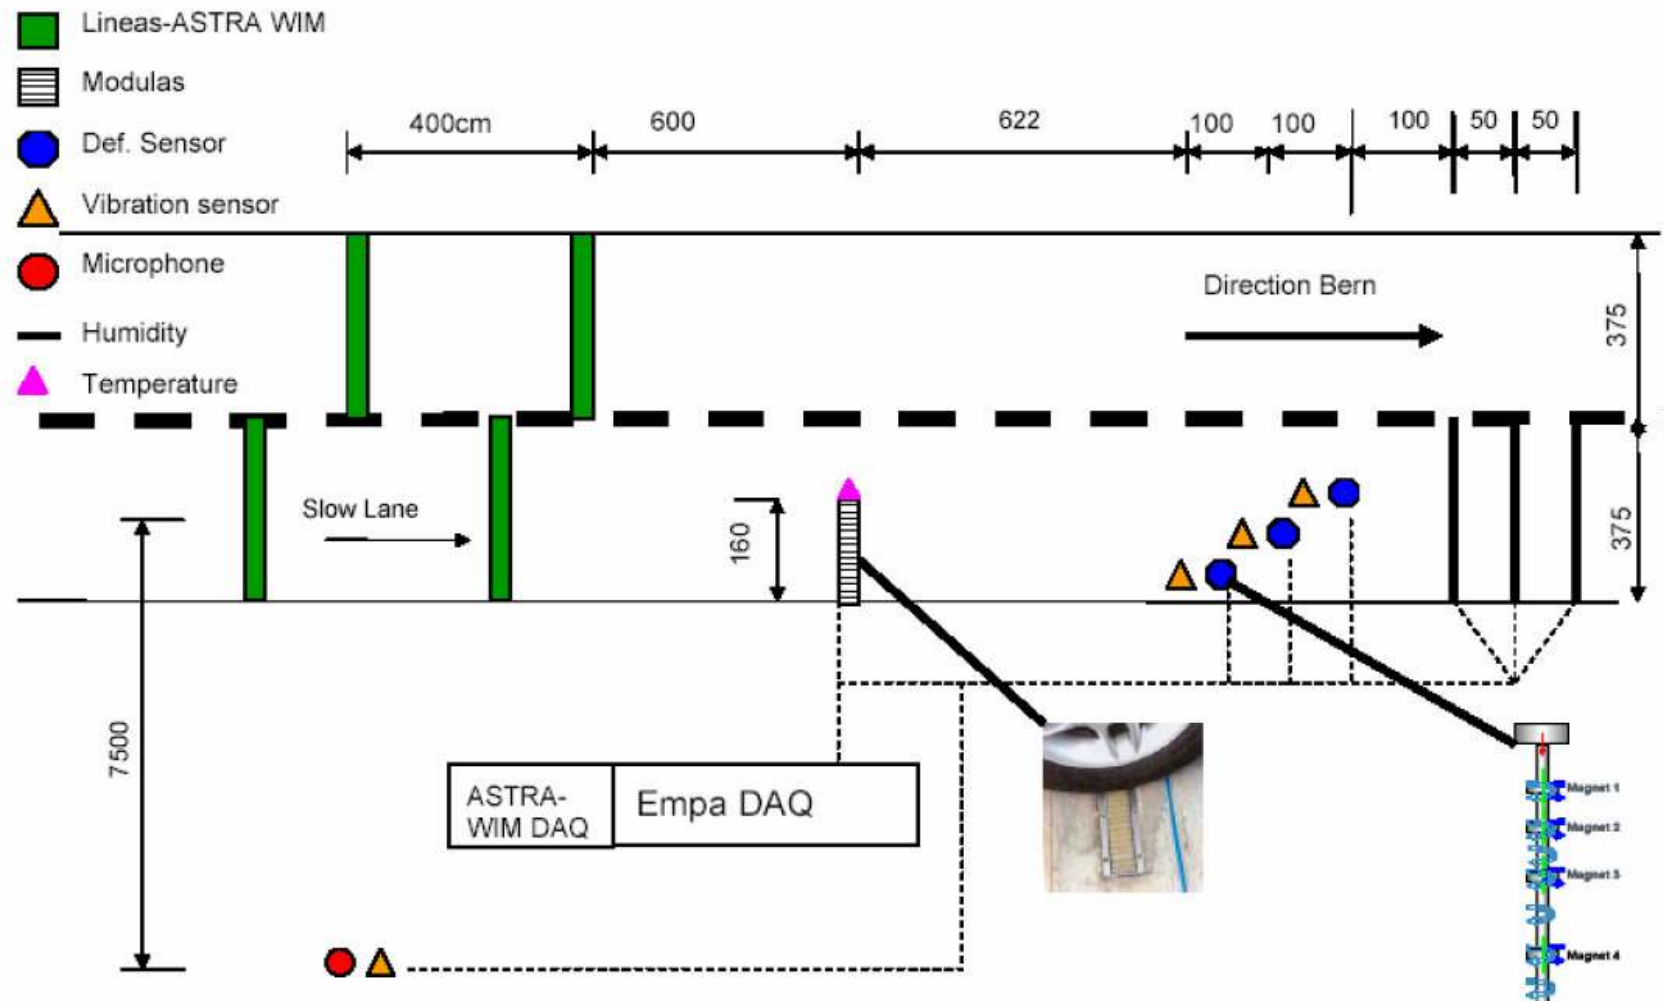 Lineas-ASTRA WIM
Modulas
Def. Sensor
Vibration sensor
Microphone
Humidity
Temperature
400cm
600
622
100
100
100
50
50
Direction Bern
375
Slow Lane
160
375
7500
ASTRA-
WIM DAQ
Empa DAQ
Magnet 1
Magnet 2
Magnet 3
Magnet 4